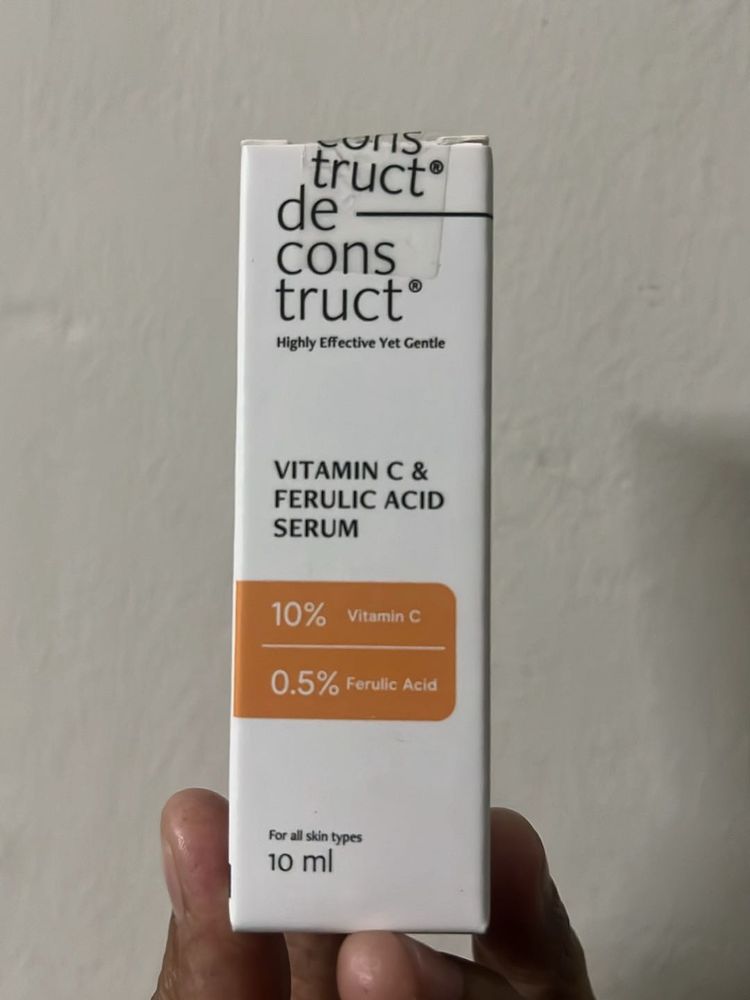 cons
truct®
de
cons
truct®
Highly Effective Yet Gentle
VITAMIN C &
FERULIC ACID
SERUM
10% Vitamin C
0.5% Ferulic Acid
For all skin types
10 ml